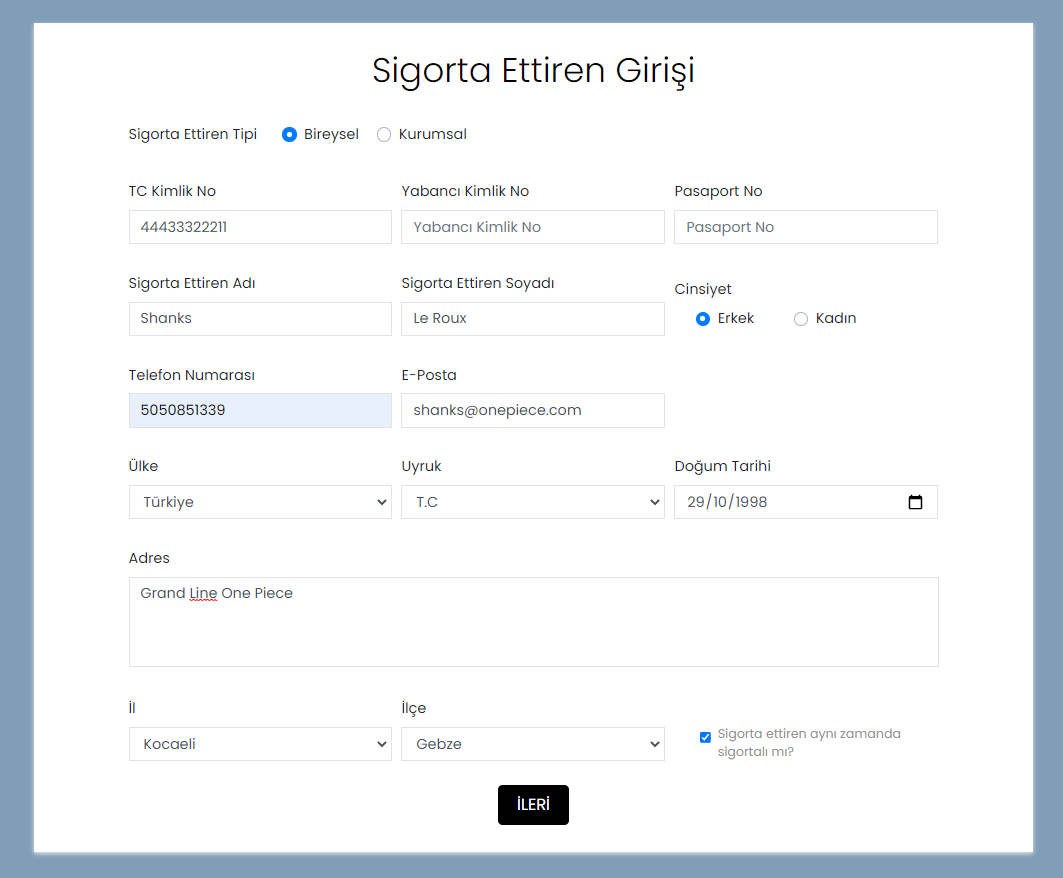 Sigorta Ettiren Girişi
Sigorta Ettiren Tipi Bireysel Kurumsal
TC Kimlik No Yabancı Kimlik No Pasaport No
44433322211 Yabancı Kimlik No Pasaport No
Sigorta Ettiren Adı Sigorta Ettiren Soyadı Cinsiyet
Shanks Le Roux Erkek Kadın
Telefon Numarası E-Posta
5050851339 shanks@onepiece.com
Ülke Uyruk Doğum Tarihi
Türkiye T.C 29/10/1998
Adres
Grand Line One Piece
İl İlçe
Kocaeli Gebze Sigorta ettiren aynı zamanda
sigortalı mı?
İLERİ